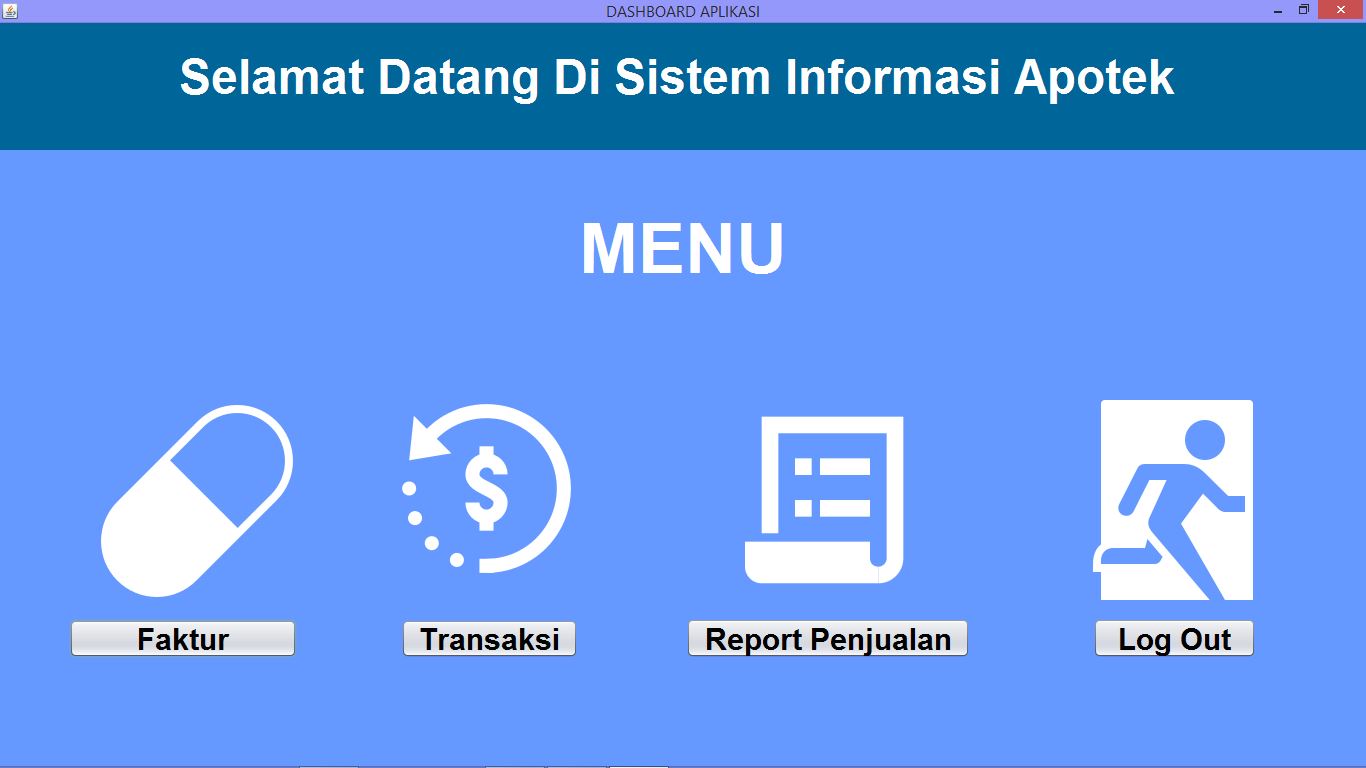 DASHBOARD APLIKASI
Selamat Datang Di Sistem Informasi Apotek
MENU
$
Faktur
Transaksi
Report Penjualan
Log Out